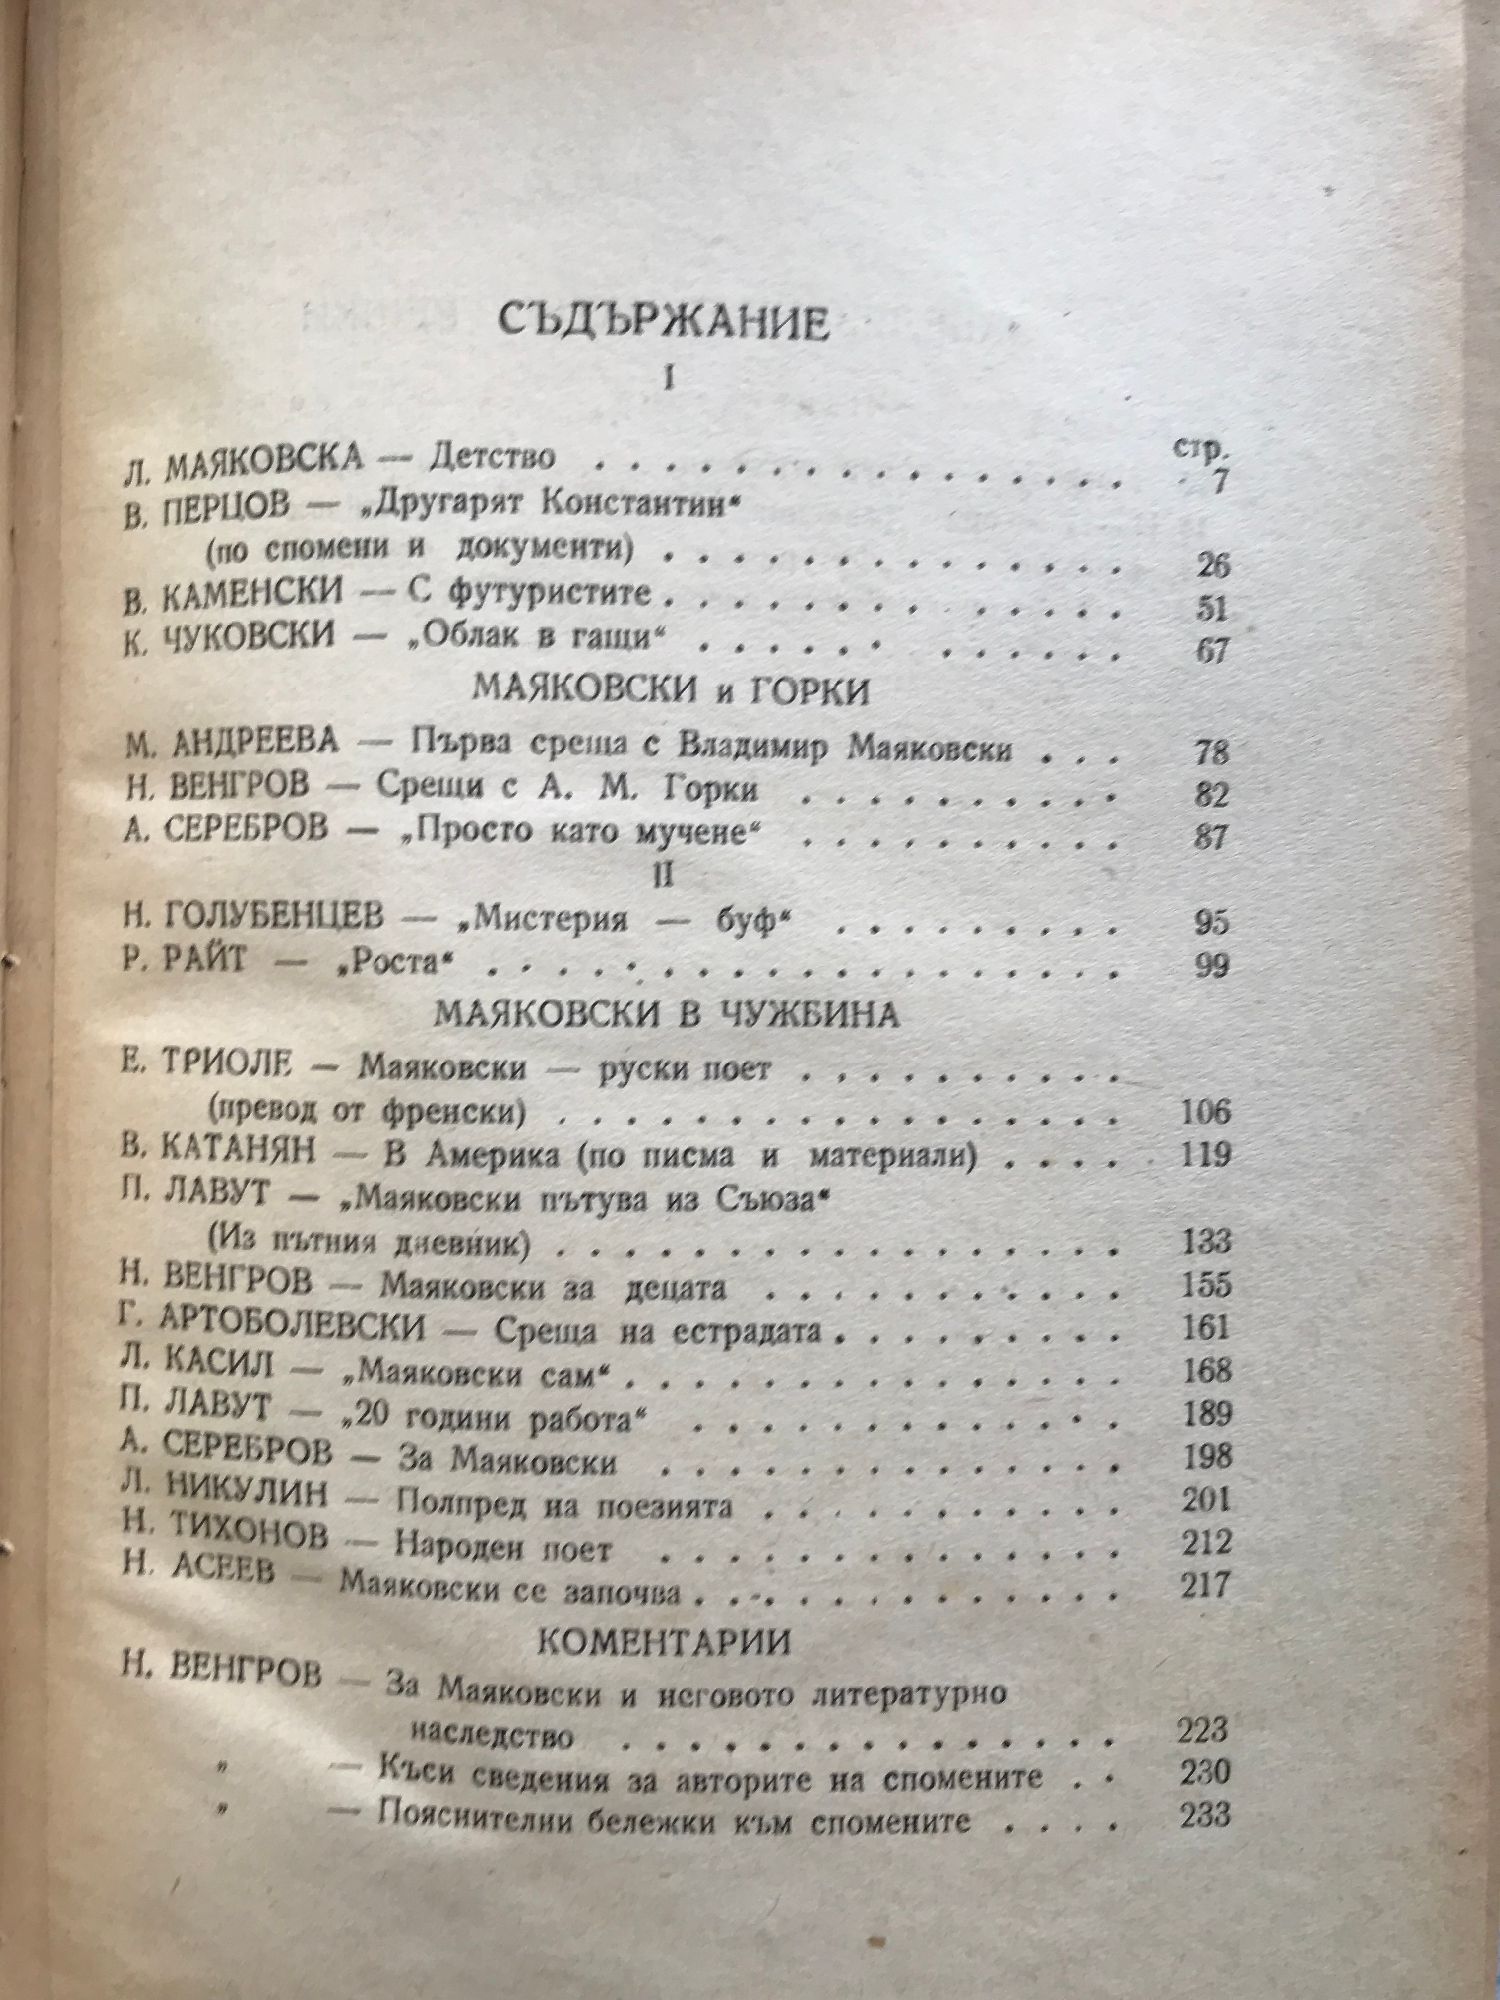 СЪДЪРЖАНИЕ
I
стр.
Л. МАЯКОВСКА — Детство . . . . . . . . . . . . . . . . 7
В. ПЕРЦОВ — „Другарят Константин“
(по спомени и документи) . . . . . . . . . . . . . . 26
В. КАМЕНСКИ — С футуристите . . . . . . . . . . . . . 51
К. ЧУКОВСКИ — „Облак в гащи“ . . . . . . . . . . . . 67
МАЯКОВСКИ и ГОРКИ
М. АНДРЕЕВА — Първа среща с Владимир Маяковски . . . 78
Н. ВЕНГРОВ — Срещи с А. М. Горки . . . . . . . . . . 82
А. СЕРЕБРОВ — „Просто като мучене“ . . . . . . . . . . 87
II
Н. ГОЛУБЕНЦЕВ — „Мистерия — буф“ . . . . . . . . . 95
Р. РАЙТ — „Роста“ . . . . . . . . . . . . . . . . . . . 99
МАЯКОВСКИ В ЧУЖБИНА
Е. ТРИОЛЕ — Маяковски — руски поет . . . . . . . . . .
(превод от френски) . . . . . . . . . . . . . . . . . 106
В. КАТАНЯН — В Америка (по писма и материали) . . . . 119
П. ЛАВУТ — „Маяковски пътува из Съюза“
(Из пътния дневник) . . . . . . . . . . . . . . . . . 133
Н. ВЕНГРОВ — Маяковски за децата . . . . . . . . . . . 155
Г. АРТОБОЛЕВСКИ — Среща на естрадата . . . . . . . . . 161
Л. КАСИЛ — „Маяковски сам“ . . . . . . . . . . . . . . . 168
П. ЛАВУТ — „20 години работа“ . . . . . . . . . . . . . 189
А. СЕРЕБРОВ — За Маяковски . . . . . . . . . . . . . . 198
Л. НИКУЛИН — Полпред на поезията . . . . . . . . . . . 201
Н. ТИХОНОВ — Народен поет . . . . . . . . . . . . . . 212
Н. АСЕЕВ — Маяковски се започва . . . . . . . . . . . . . 217
КОМЕНТАРИИ
Н. ВЕНГРОВ — За Маяковски и неговото литературно
наследство . . . . . . . . . . . . . . . 223
„ — Къси сведения за авторите на спомените . . 230
„ — Пояснителни бележки към спомените . . . . 233